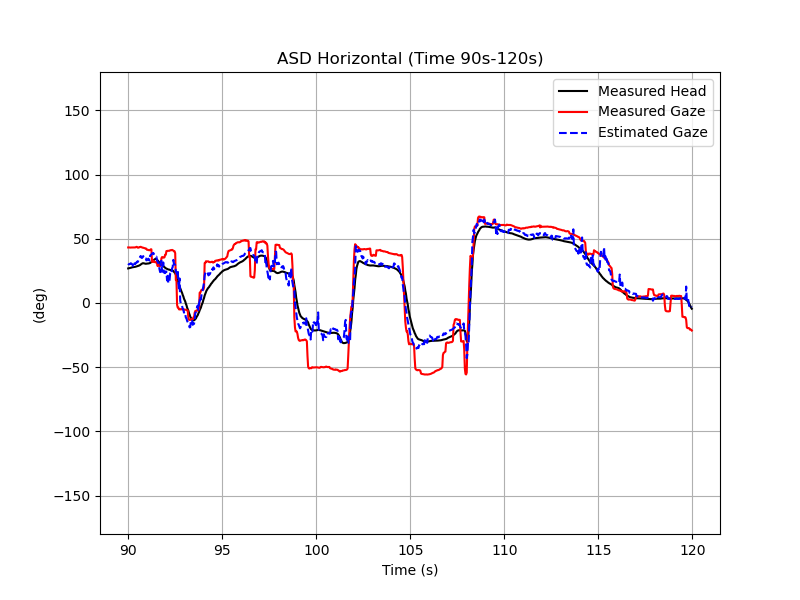 ASD Horizontal (Time 90s-120s)
Measured Head
Measured Gaze
Estimated Gaze
150
100
50
0
−50
−100
−150
(deg)
90 95 100 105 110 115 120
Time (s)